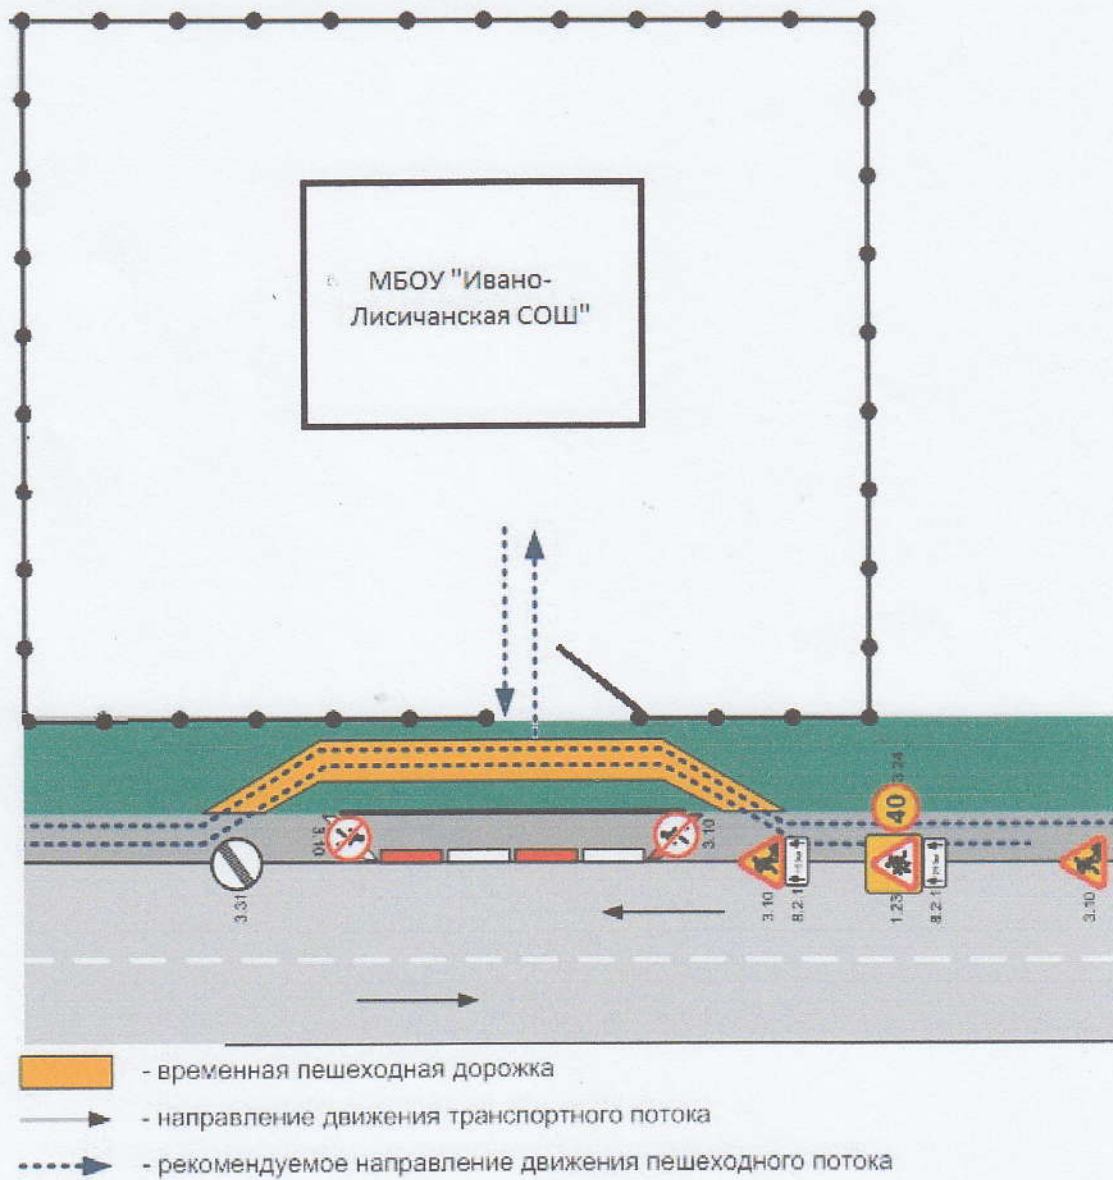 МБОУ "Ивано-
Лисичанская СОШ"
3.24
40
3.10
3.10
3.31
3.10
8.2.1
1.23
8.2.1
3.10
- временная пешеходная дорожка
- направление движения транспортного потока
- рекомендуемое направление движения пешеходного потока